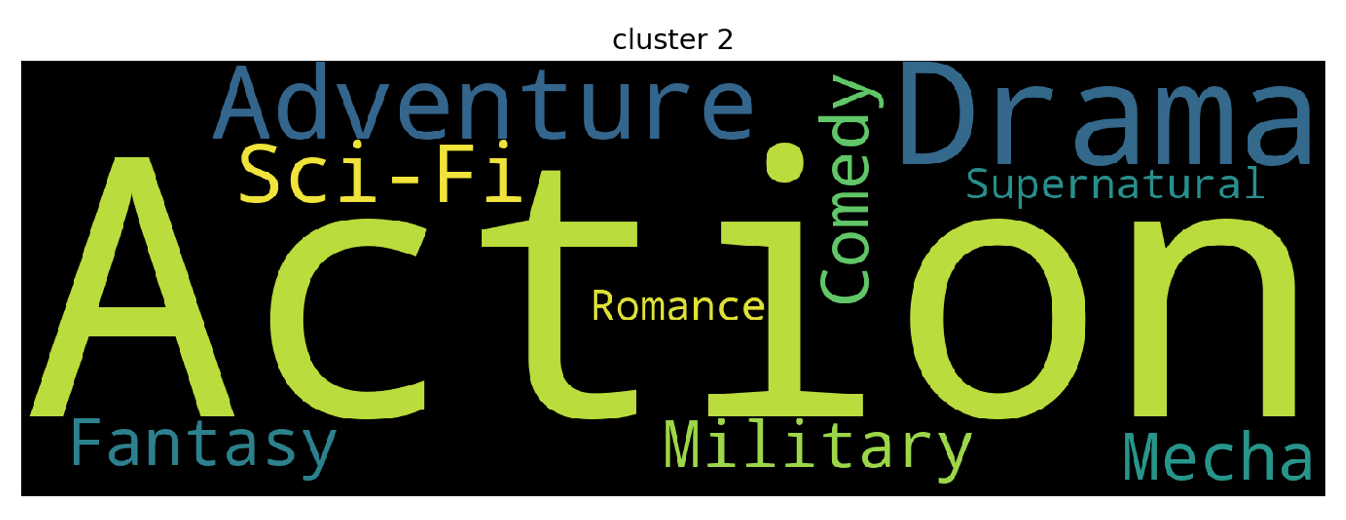 cluster 2
Adventure
Drama
Sci-Fi
Comedy
Supernatural
Action
Romance
Fantasy
Military
Mecha